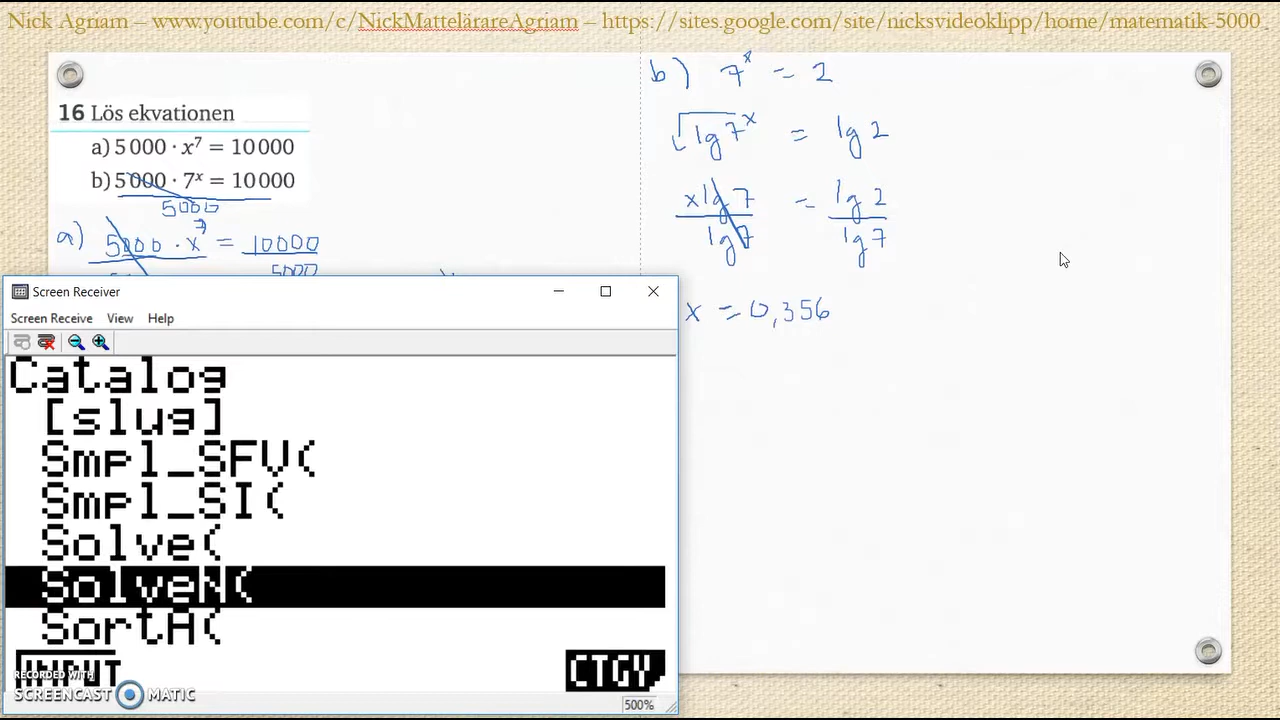 Nick Agriam – www.youtube.com/c/NickMattelärareAgriam – https://sites.google.com/site/nicksvideoklipp/home/matematik-5000
16 Lös ekvationen
a) 5 000 · x⁷ = 10 000
b) 5 000 · 7ˣ = 10 000
5000
a) 5000 · x⁷ = 10000
5000
b) 7ˣ = 2
lg 7ˣ = lg 2
x lg 7 = lg 2
lg 7 lg 7
x = 0,356
Screen Receiver
Screen Receive View Help
Catalog
[slug]
Smpl_SFV(
Smpl_SI(
Solve(
SolveN(
SortA(
INPUT CTGY
RECORDED WITH
SCREENCAST MATIC
500%